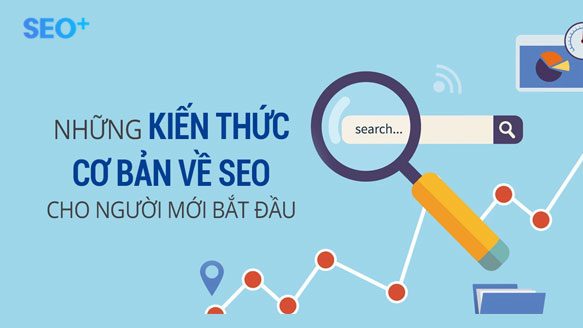 SEO+
NHỮNG KIẾN THỨC
CƠ BẢN VỀ SEO
CHO NGƯỜI MỚI BẮT ĐẦU
search...